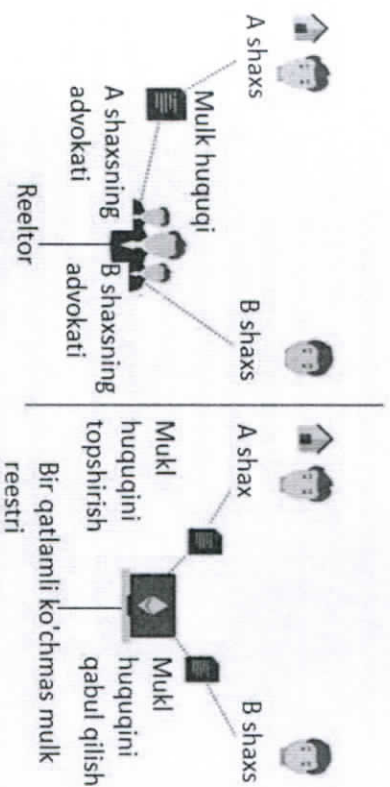 A shaxs
B shaxs
Mulk huquqi
A shaxsning
advokati
B shaxsning
advokati
Reeltor
A shax
B shaxs
Mukl
huquqini
topshirish
Mukl
huquqini
qabul qilish
Bir qatlamli ko'chmas mulk
reestri